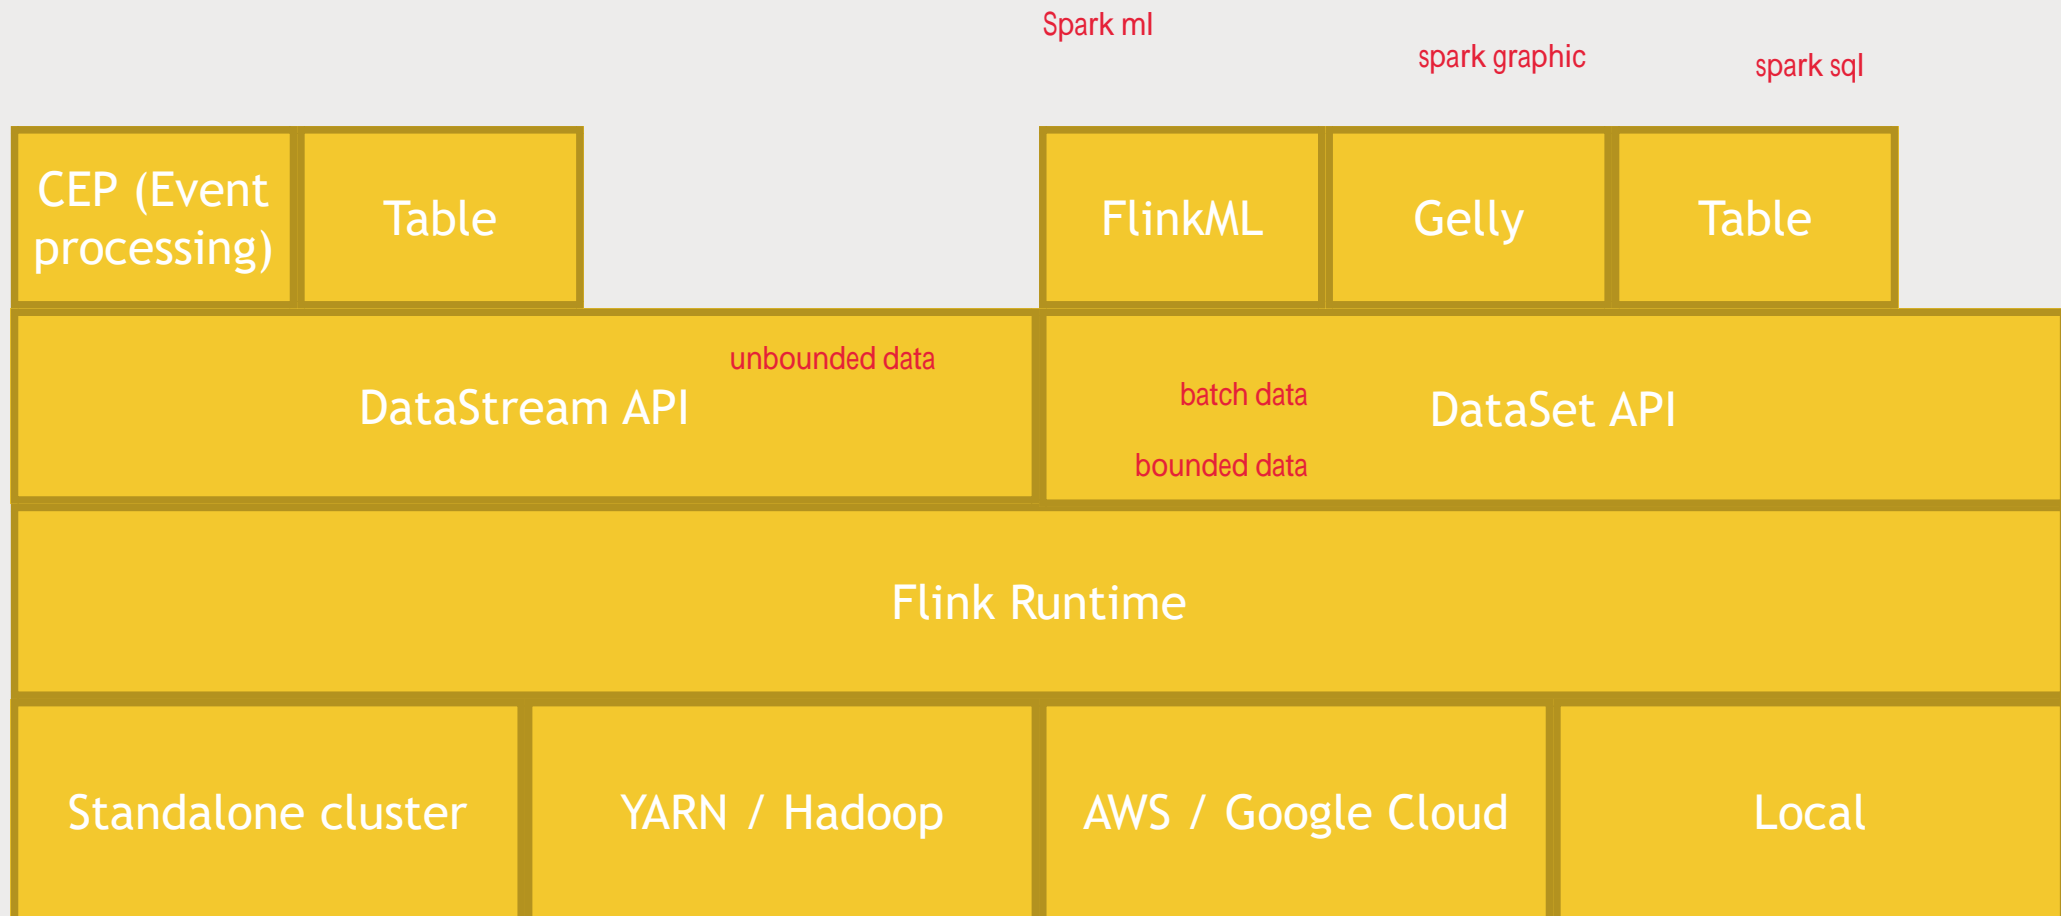 Spark ml
spark graphic
spark sql
CEP (Event
processing)
Table
FlinkML
Gelly
Table
unbounded data
DataStream API
batch data
DataSet API
bounded data
Flink Runtime
Standalone cluster
YARN / Hadoop
AWS / Google Cloud
Local